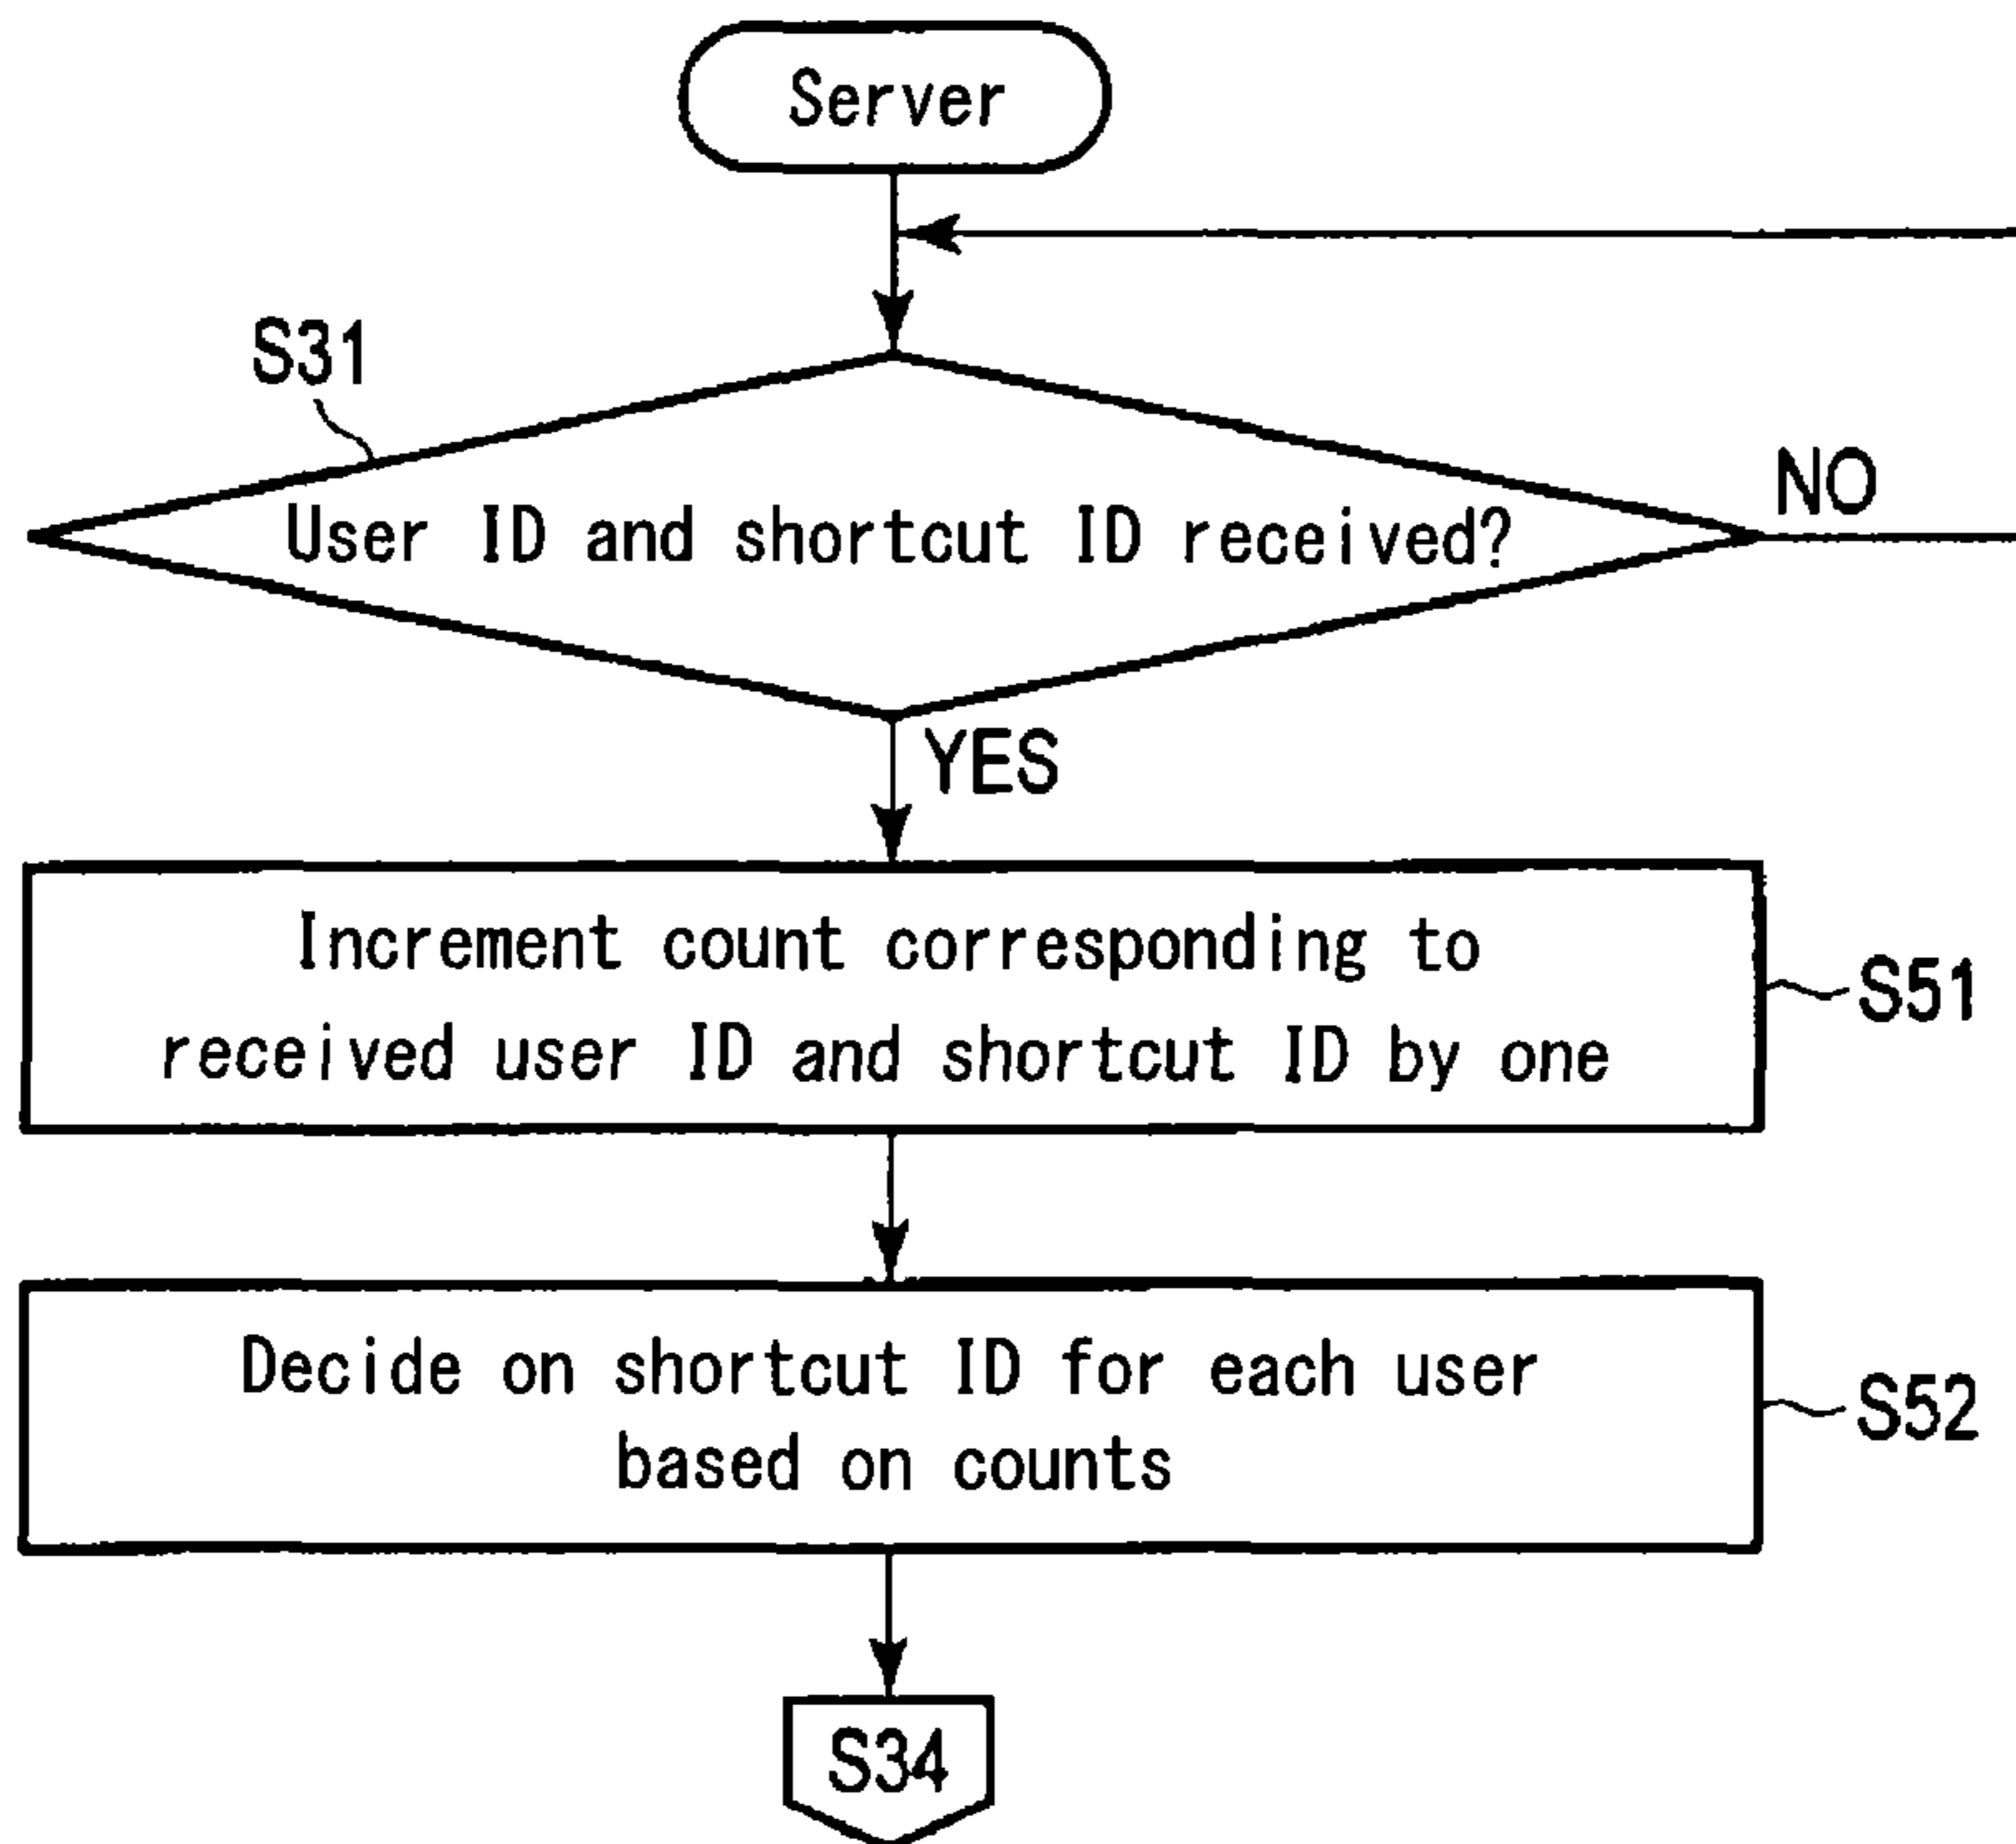 Server
S31
User ID and shortcut ID received?
NO
YES
Increment count corresponding to
received user ID and shortcut ID by one
S51
Decide on shortcut ID for each user
based on counts
S52
S34